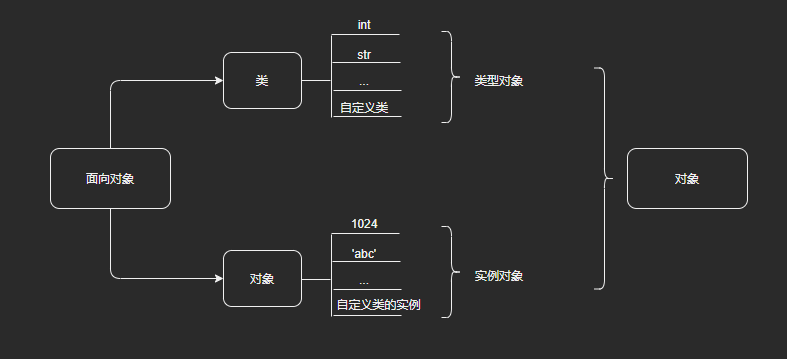 面向对象
类
int
str
...
自定义类
类型对象
对象
1024
'abc'
...
自定义类的实例
实例对象
对象